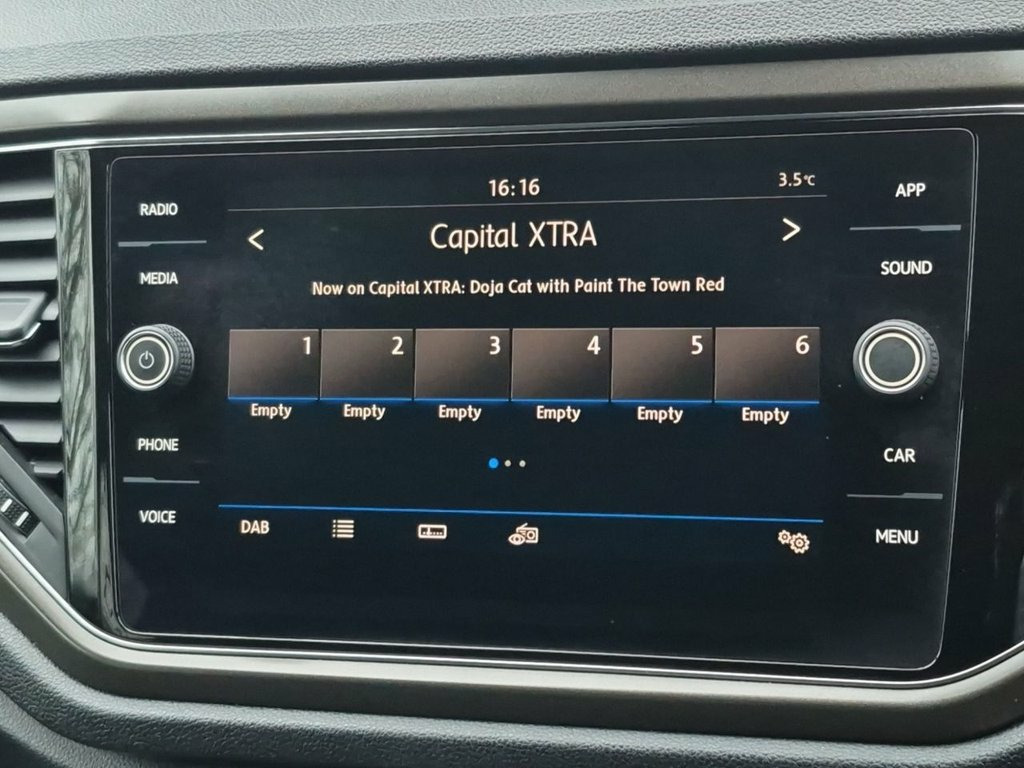 16:16
3.5°C
APP
RADIO
< Capital XTRA >
SOUND
MEDIA
Now on Capital XTRA: Doja Cat with Paint The Town Red
1 2 3 4 5 6
Empty Empty Empty Empty Empty Empty
PHONE
CAR
VOICE
DAB
MENU